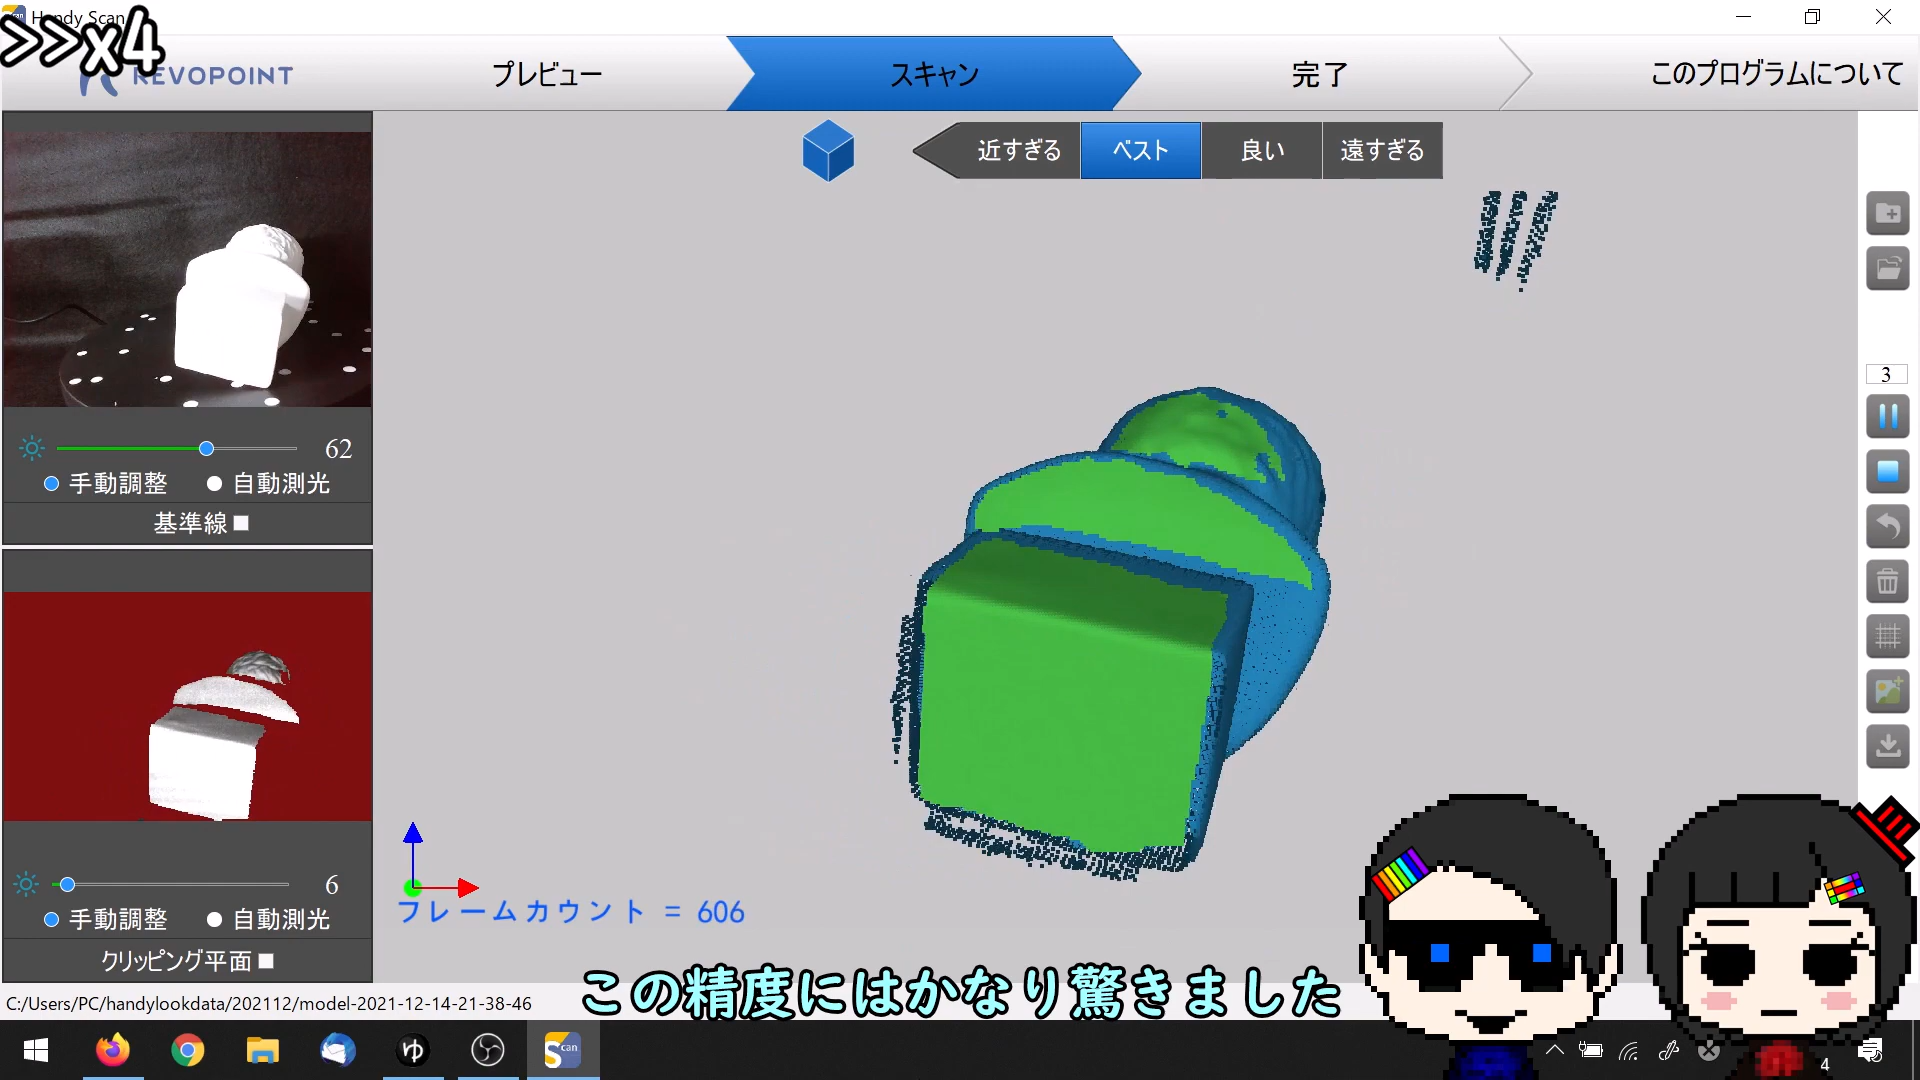 Handy Scan
>>x4
REVOPOINT
プレビュー
スキャン
完了
このプログラムについて
近すぎる
ベスト
良い
遠すぎる
3
62
手動調整
自動測光
基準線
6
手動調整
自動測光
クリッピング平面
フレームカウント = 606
C:/Users/PC/handylookdata/202112/model-2021-12-14-21-38-46
この精度にはかなり驚きました
ゆ
Scan
4